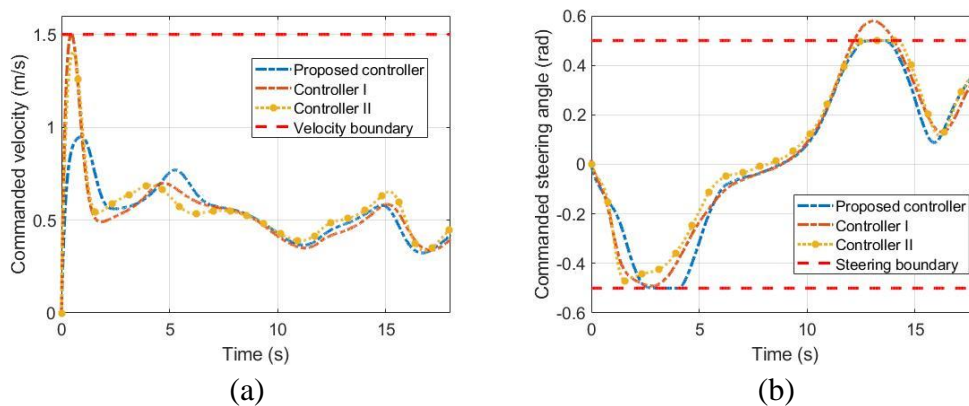 Commanded velocity (m/s)
1.5
1
0.5
0
Proposed controller
Controller I
Controller II
Velocity boundary
0
5
10
15
Time (s)
(a)
Commanded steering angle (rad)
0.6
0.4
0.2
0
-0.2
-0.4
-0.6
Proposed controller
Controller I
Controller II
Steering boundary
0
5
10
15
Time (s)
(b)